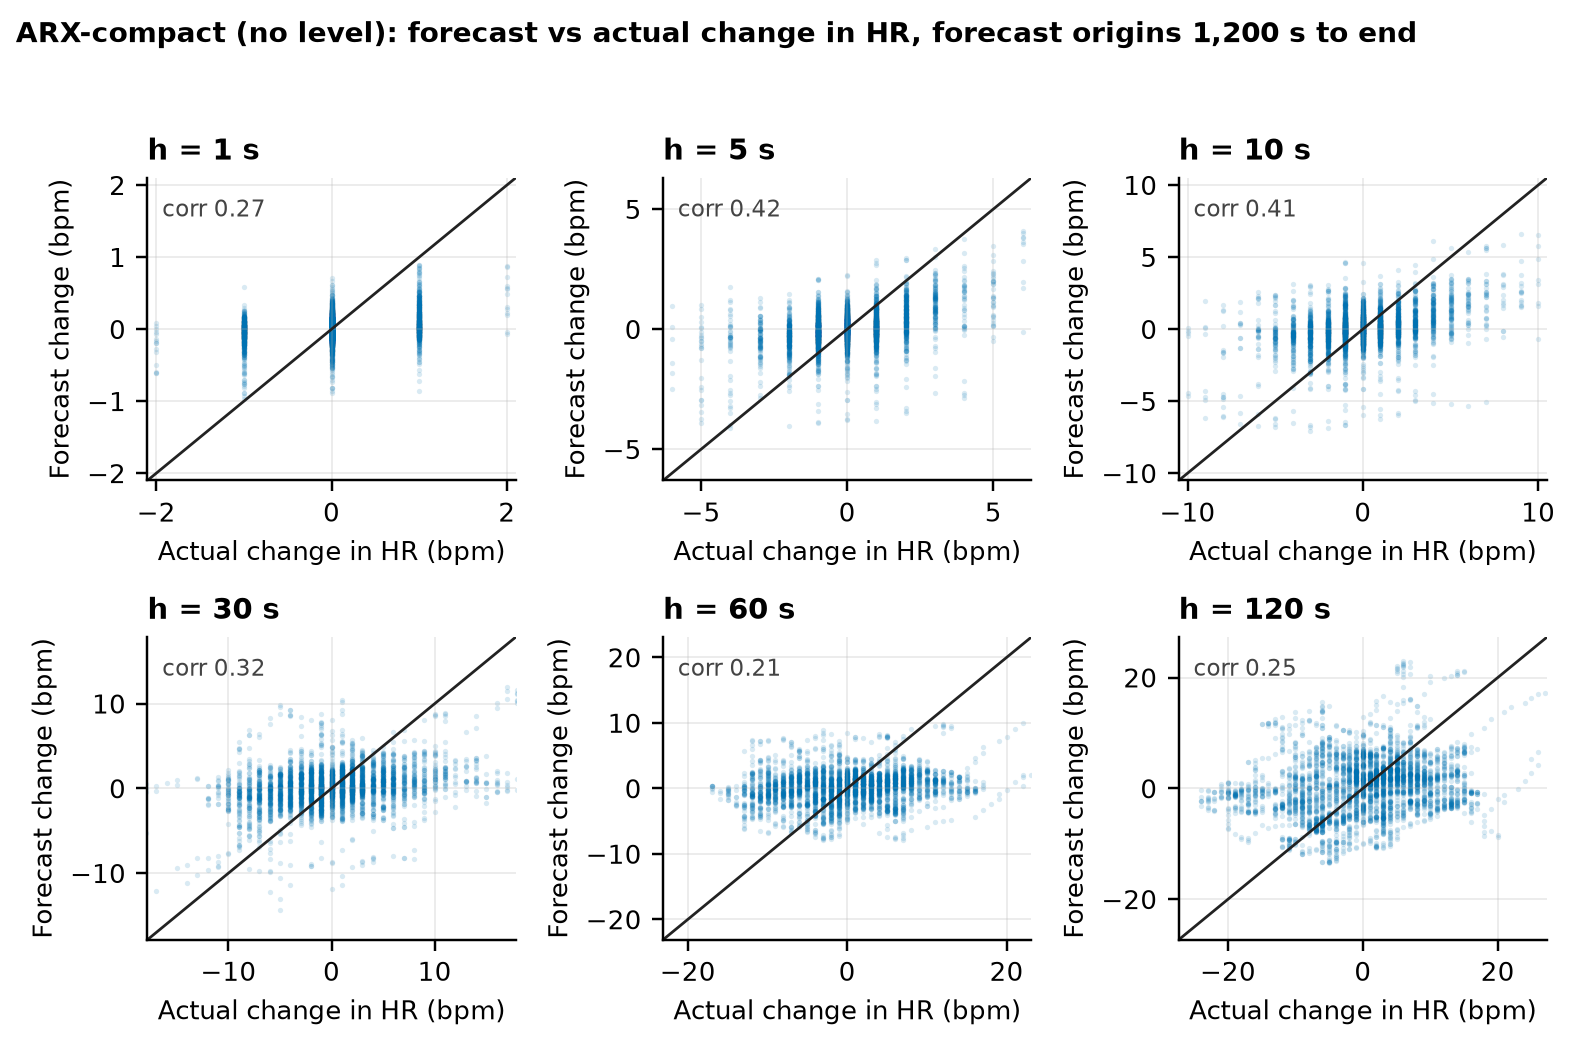 ARX-compact (no level): forecast vs actual change in HR, forecast origins 1,200 s to end
h = 1 s
corr 0.27
Forecast change (bpm)
2
1
0
−1
−2
−2 0 2
Actual change in HR (bpm)
h = 5 s
corr 0.42
Forecast change (bpm)
5
0
−5
−5 0 5
Actual change in HR (bpm)
h = 10 s
corr 0.41
Forecast change (bpm)
10
5
0
−5
−10
−10 0 10
Actual change in HR (bpm)
h = 30 s
corr 0.32
Forecast change (bpm)
10
0
−10
−10 0 10
Actual change in HR (bpm)
h = 60 s
corr 0.21
Forecast change (bpm)
20
10
0
−10
−20
−20 0 20
Actual change in HR (bpm)
h = 120 s
corr 0.25
Forecast change (bpm)
20
0
−20
−20 0 20
Actual change in HR (bpm)